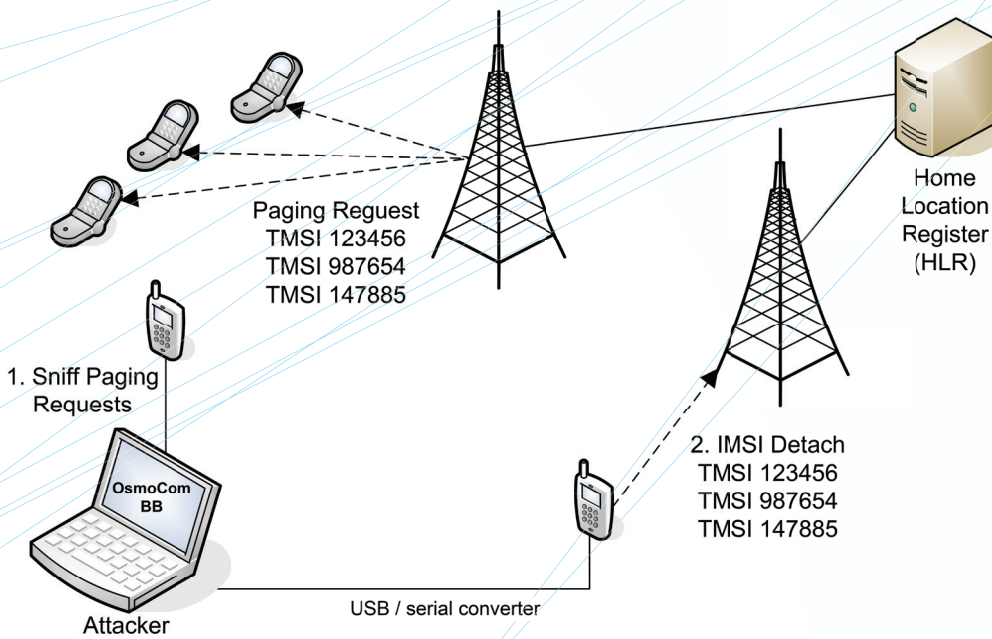 Paging Reguest
TMSI 123456
TMSI 987654
TMSI 147885
Home
Location
Register
(HLR)
1. Sniff Paging
Requests
2. IMSI Detach
TMSI 123456
TMSI 987654
TMSI 147885
OsmoCom
BB
USB / serial converter
Attacker